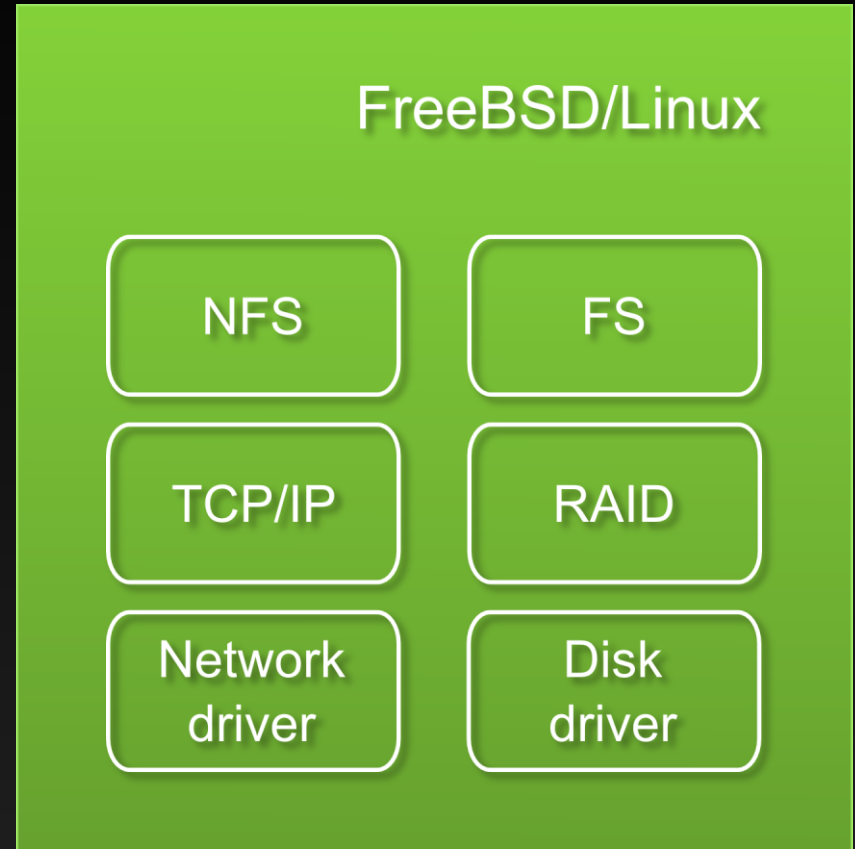 FreeBSD/Linux
NFS
FS
TCP/IP
RAID
Network
driver
Disk
driver